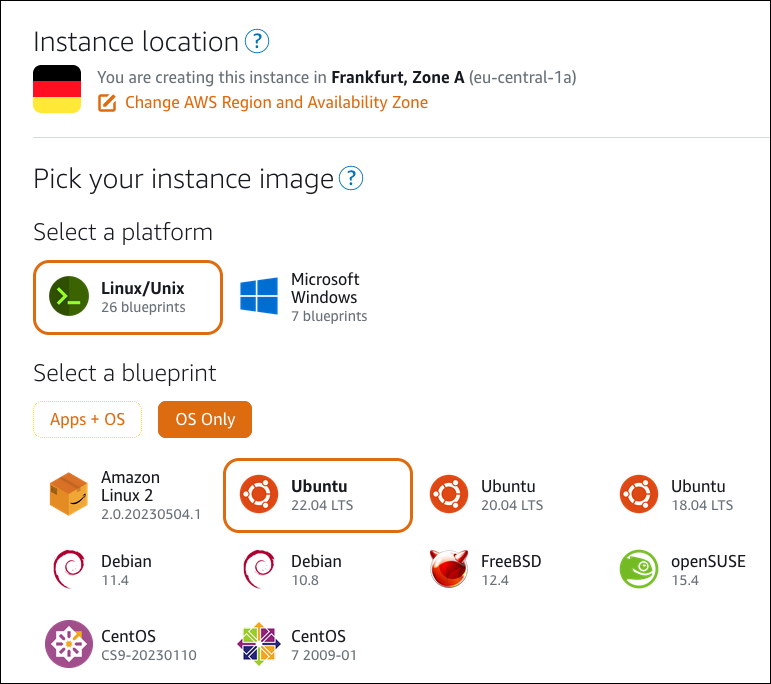 Instance location ?
You are creating this instance in Frankfurt, Zone A (eu-central-1a)
Change AWS Region and Availability Zone
Pick your instance image ?
Select a platform
Linux/Unix
26 blueprints
Microsoft
Windows
7 blueprints
Select a blueprint
Apps + OS
OS Only
Amazon
Linux 2
2.0.20230504.1
Ubuntu
22.04 LTS
Ubuntu
20.04 LTS
Ubuntu
18.04 LTS
Debian
11.4
Debian
10.8
FreeBSD
12.4
openSUSE
15.4
CentOS
CS9-20230110
CentOS
7 2009-01